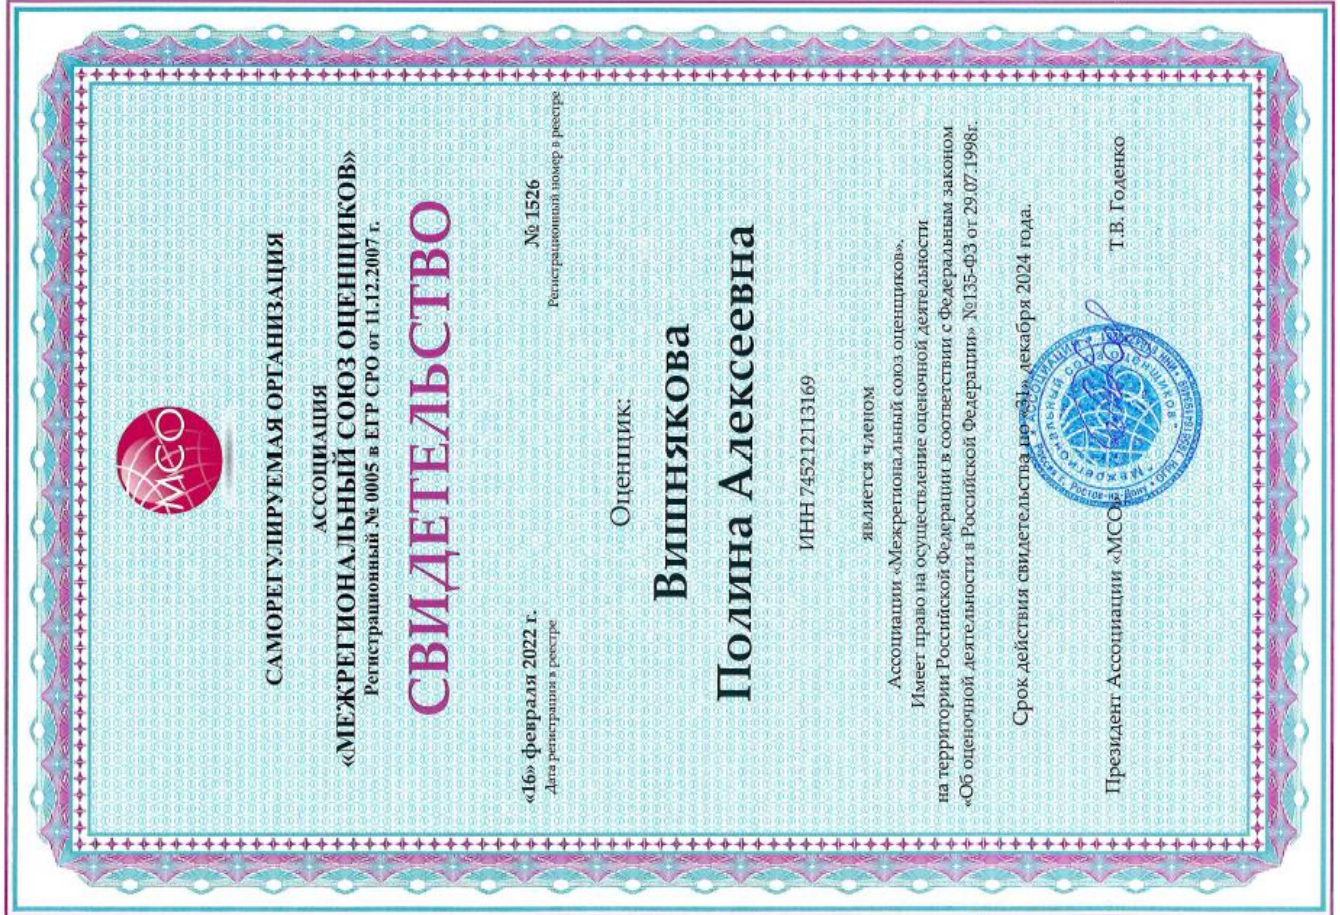 МСО
САМОРЕГУЛИРУЕМАЯ ОРГАНИЗАЦИЯ
АССОЦИАЦИЯ
«МЕЖРЕГИОНАЛЬНЫЙ СОЮЗ ОЦЕНЩИКОВ»
Регистрационный № 0005 в ЕГР СРО от 11.12.2007 г.
СВИДЕТЕЛЬСТВО
«16» февраля 2022 г. № 1526
Дата регистрации в реестре Регистрационный номер в реестре
Оценщик:
Вишнякова
Полина Алексеевна
ИНН 745212113169
является членом
Ассоциации «Межрегиональный союз оценщиков».
Имеет право на осуществление оценочной деятельности
на территории Российской Федерации в соответствии с Федеральным законом
«Об оценочной деятельности в Российской Федерации» №135-ФЗ от 29.07.1998г.
Срок действия свидетельства по «31» декабря 2024 года.
Президент Ассоциации «МСО» Т.В. Годенко